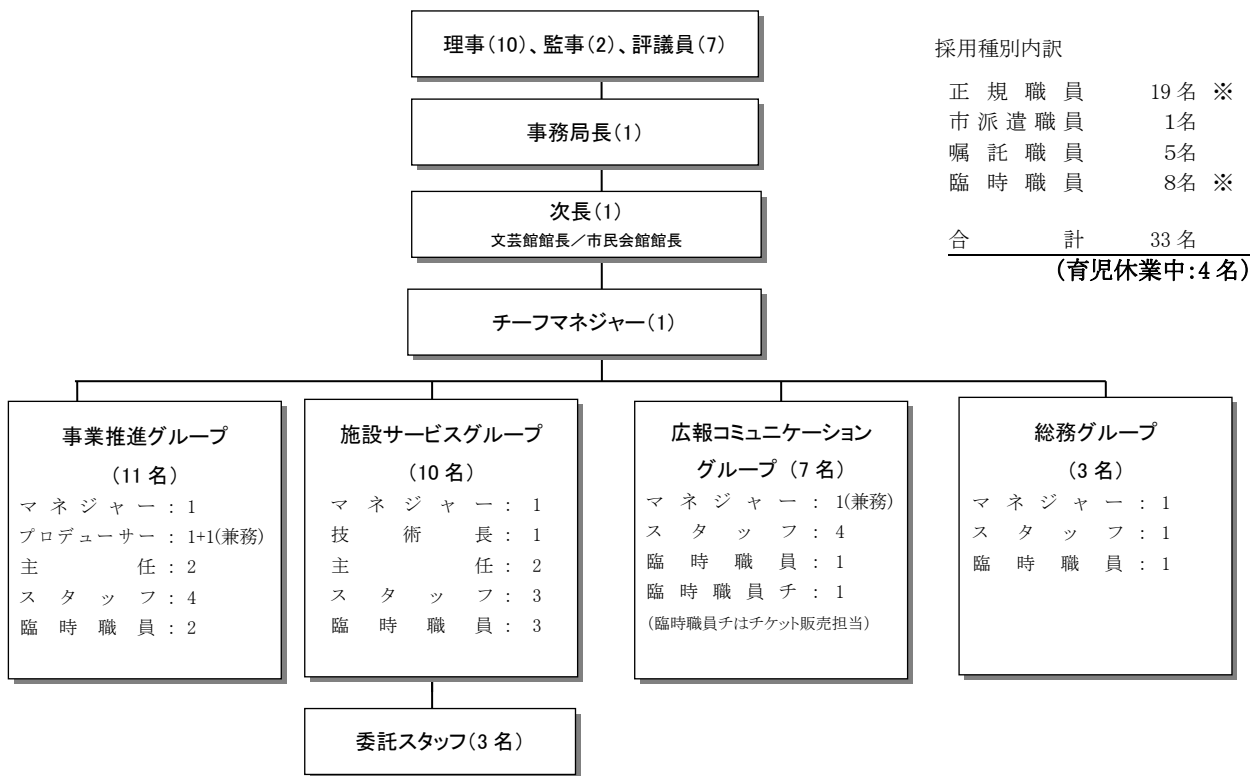 理事(10)、監事(2)、評議員(7)
事務局長(1)
次長(1)
文芸館館長／市民会館館長
チーフマネジャー(1)
採用種別内訳
正規職員 19名 ※
市派遣職員 1名
嘱託職員 5名
臨時職員 8名 ※
合計 33名
(育児休業中:4名)
事業推進グループ
(11名)
マネジャー : 1
プロデューサー : 1+1(兼務)
主任 : 2
スタッフ : 4
臨時職員 : 2
施設サービスグループ
(10名)
マネジャー : 1
技術長 : 1
主任 : 2
スタッフ : 3
臨時職員 : 3
広報コミュニケーション
グループ (7名)
マネジャー : 1(兼務)
スタッフ : 4
臨時職員 : 1
臨時職員チ : 1
(臨時職員チはチケット販売担当)
総務グループ
(3名)
マネジャー : 1
スタッフ : 1
臨時職員 : 1
委託スタッフ(3名)